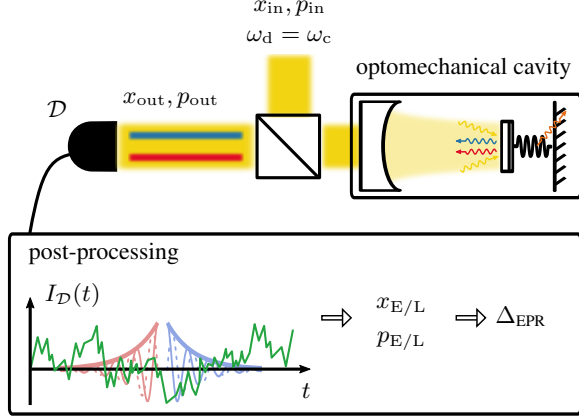 x_in, p_in
ω_d = ω_c
optomechanical cavity
x_out, p_out
𝒟
post-processing
I_𝒟(t)
x_E/L
p_E/L
⇨ Δ_EPR
t